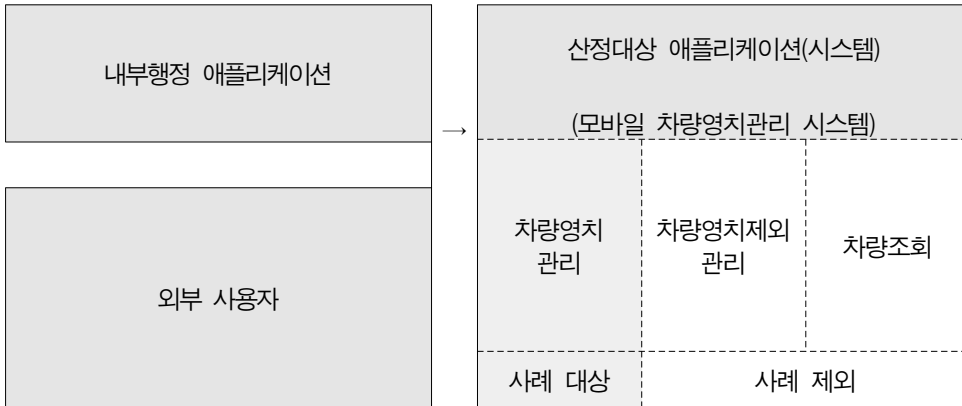 내부행정 애플리케이션
외부 사용자
→
산정대상 애플리케이션(시스템)
(모바일 차량영치관리 시스템)
차량영치
관리
차량영치제외
관리
차량조회
사례 대상
사례 제외